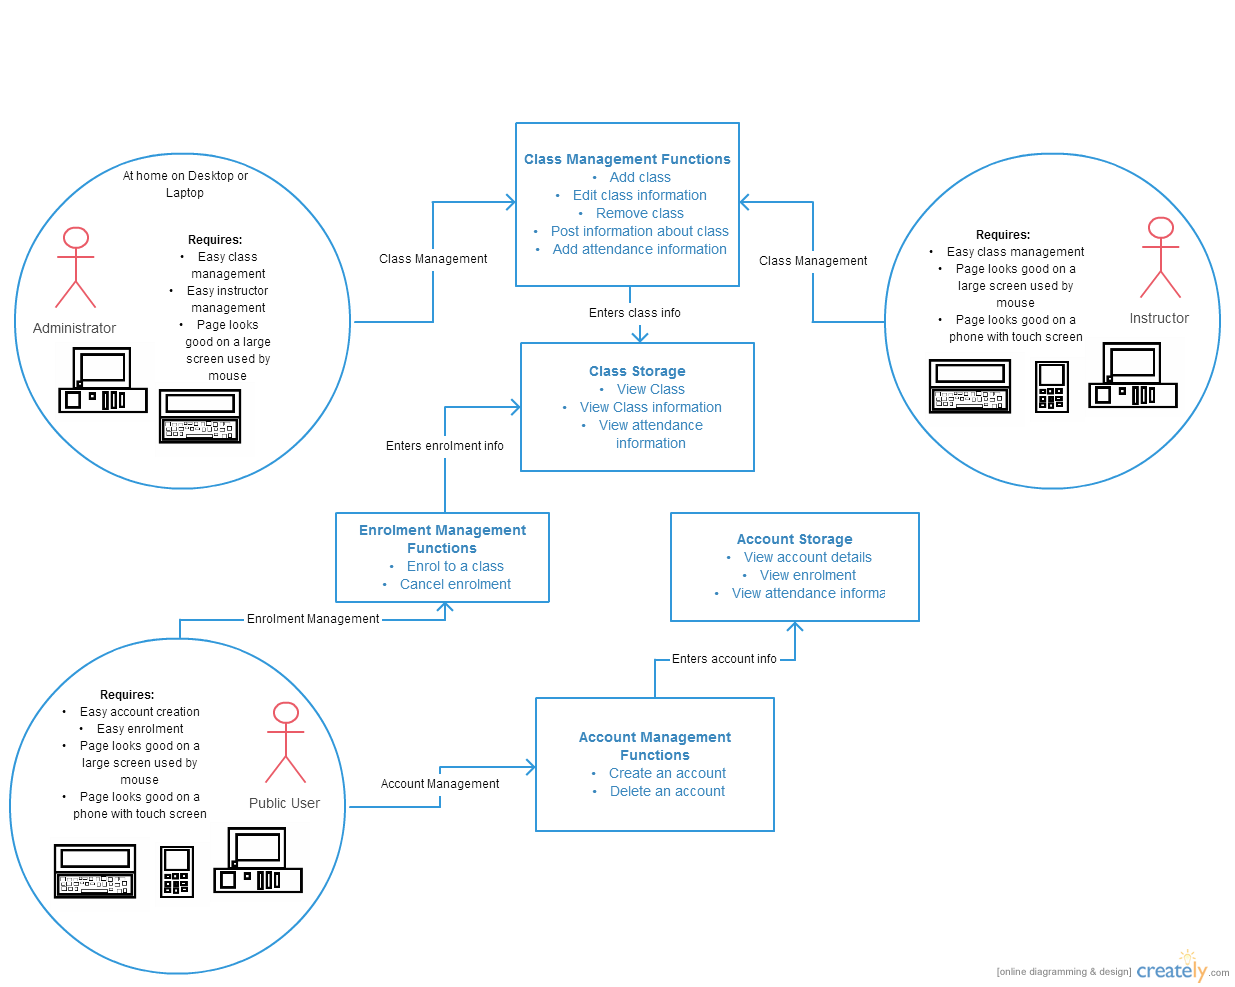 At home on Desktop or
Laptop
Requires:
• Easy class
management
• Easy instructor
management
• Page looks
good on a large
screen used by
mouse
Administrator
Class Management
Class Management Functions
• Add class
• Edit class information
• Remove class
• Post information about class
• Add attendance information
Class Management
Requires:
• Easy class management
• Page looks good on a
large screen used by
mouse
• Page looks good on a
phone with touch screen
Instructor
Enters class info
Class Storage
• View Class
• View Class information
• View attendance
information
Enters enrolment info
Enrolment Management
Functions
• Enrol to a class
• Cancel enrolment
Account Storage
• View account details
• View enrolment
• View attendance informa
Enrolment Management
Enters account info
Requires:
• Easy account creation
• Easy enrolment
• Page looks good on a
large screen used by
mouse
• Page looks good on a
phone with touch screen
Public User
Account Management
Account Management
Functions
• Create an account
• Delete an account
[online diagramming & design] creately.com